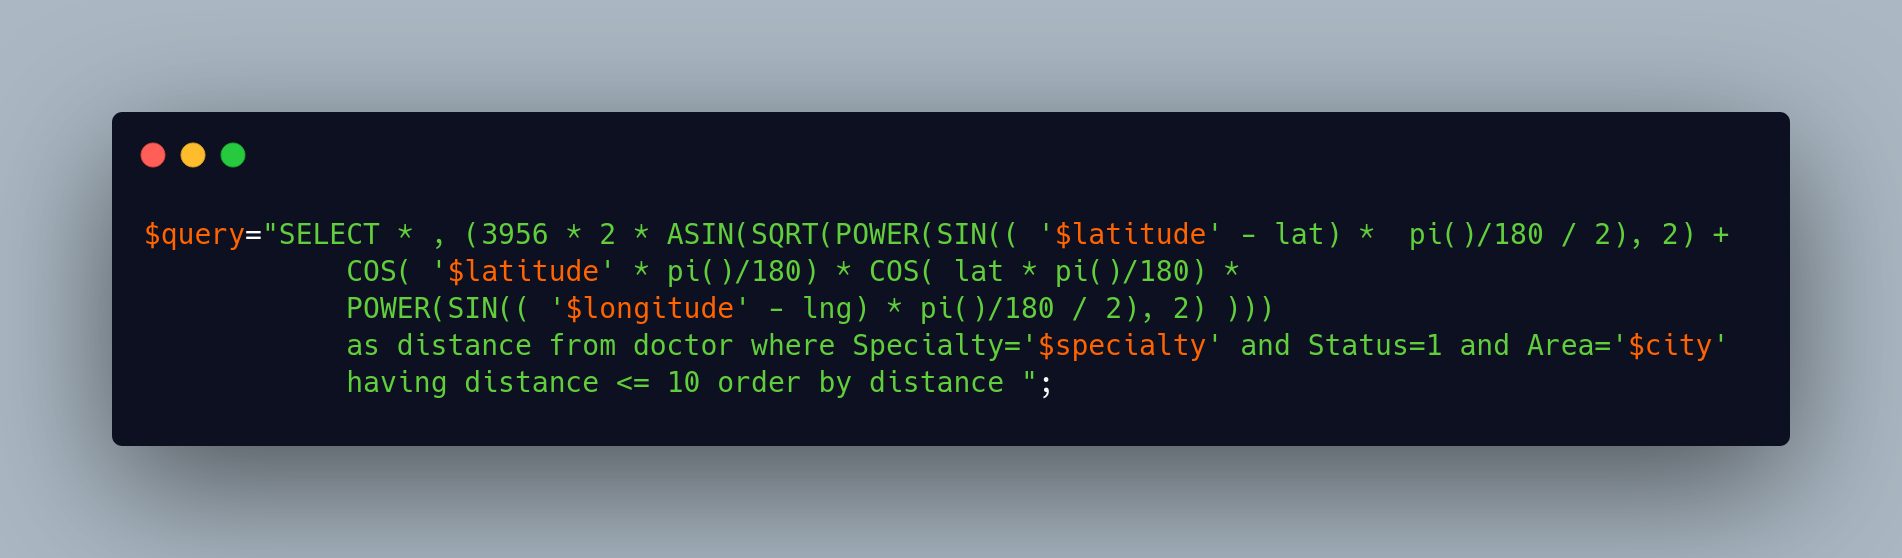 $query="SELECT * , (3956 * 2 * ASIN(SQRT(POWER(SIN(( '$latitude' - lat) *  pi()/180 / 2), 2) +
COS( '$latitude' * pi()/180) * COS( lat * pi()/180) *
POWER(SIN(( '$longitude' - lng) * pi()/180 / 2), 2) )))
as distance from doctor where Specialty='$specialty' and Status=1 and Area='$city'
having distance <= 10 order by distance ";